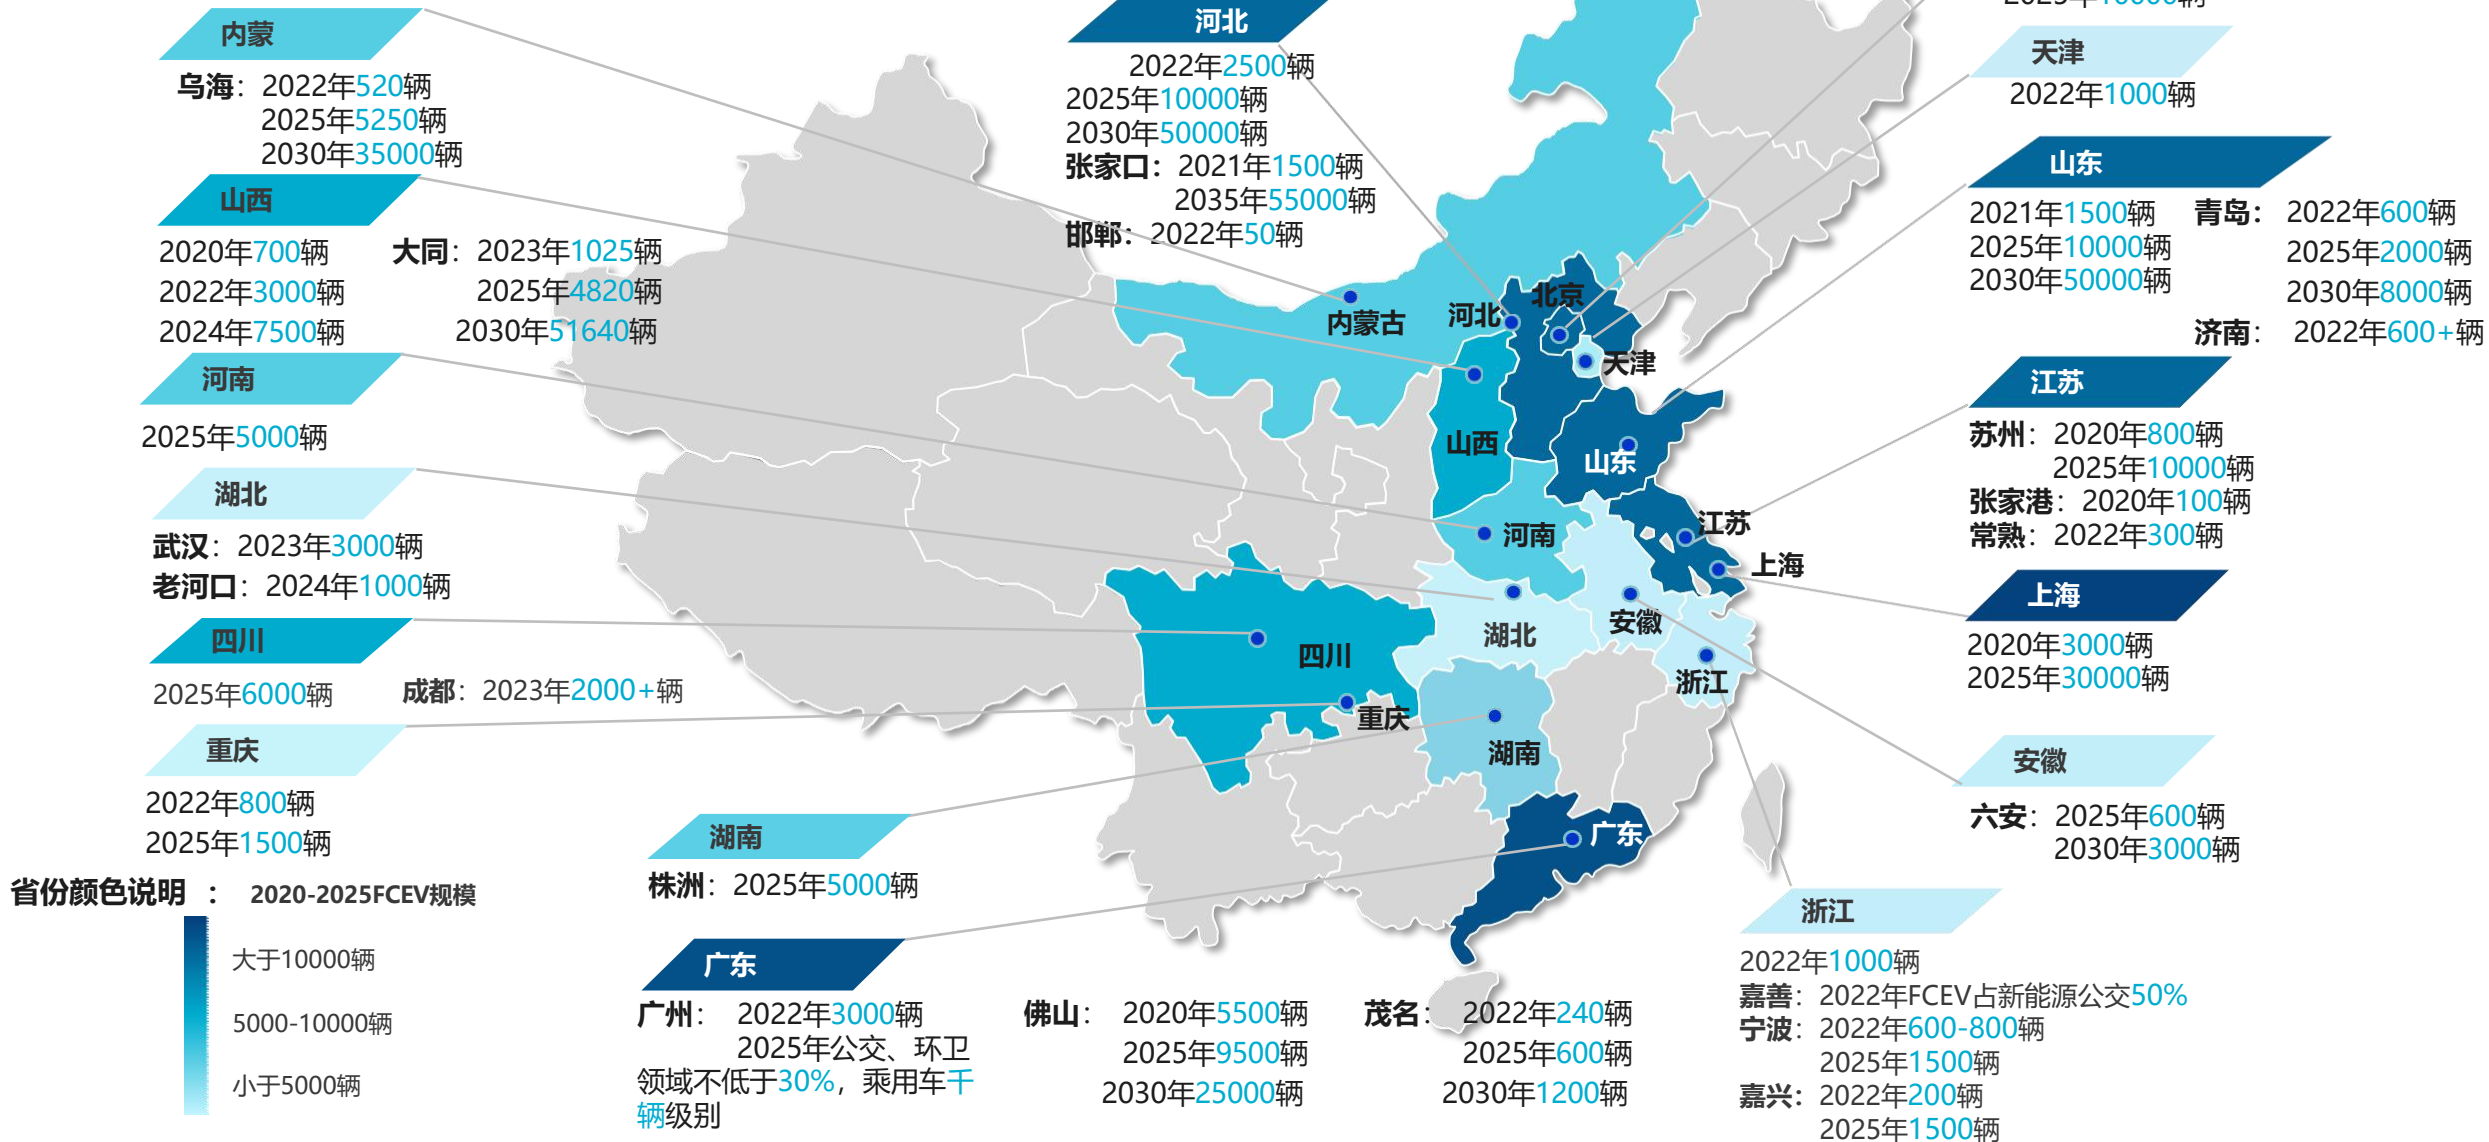 内蒙
乌海：2022年520辆
2025年5250辆
2030年35000辆
山西
2020年700辆
2022年3000辆
2024年7500辆
大同：2023年1025辆
2025年4820辆
2030年51640辆
河南
2025年5000辆
湖北
武汉：2023年3000辆
老河口：2024年1000辆
四川
2025年6000辆
成都：2023年2000+辆
重庆
2022年800辆
2025年1500辆
省份颜色说明 ： 2020-2025FCEV规模
大于10000辆
5000-10000辆
小于5000辆
河北
2022年2500辆
2025年10000辆
2030年50000辆
张家口：2021年1500辆
2035年55000辆
邯郸：2022年50辆
内蒙古
河北
北京
天津
山西
山东
河南
江苏
上海
安徽
湖北
四川
浙江
重庆
湖南
广东
湖南
株洲：2025年5000辆
广东
广州： 2022年3000辆
2025年公交、环卫
领域不低于30%，乘用车千
辆级别
佛山： 2020年5500辆
2025年9500辆
2030年25000辆
茂名： 2022年240辆
2025年600辆
2030年1200辆
天津
2022年1000辆
山东
2021年1500辆
2025年10000辆
2030年50000辆
青岛： 2022年600辆
2025年2000辆
2030年8000辆
济南： 2022年600+辆
江苏
苏州：2020年800辆
2025年10000辆
张家港：2020年100辆
常熟：2022年300辆
上海
2020年3000辆
2025年30000辆
安徽
六安：2025年600辆
2030年3000辆
浙江
2022年1000辆
嘉善：2022年FCEV占新能源公交50%
宁波：2022年600-800辆
2025年1500辆
嘉兴：2022年200辆
2025年1500辆